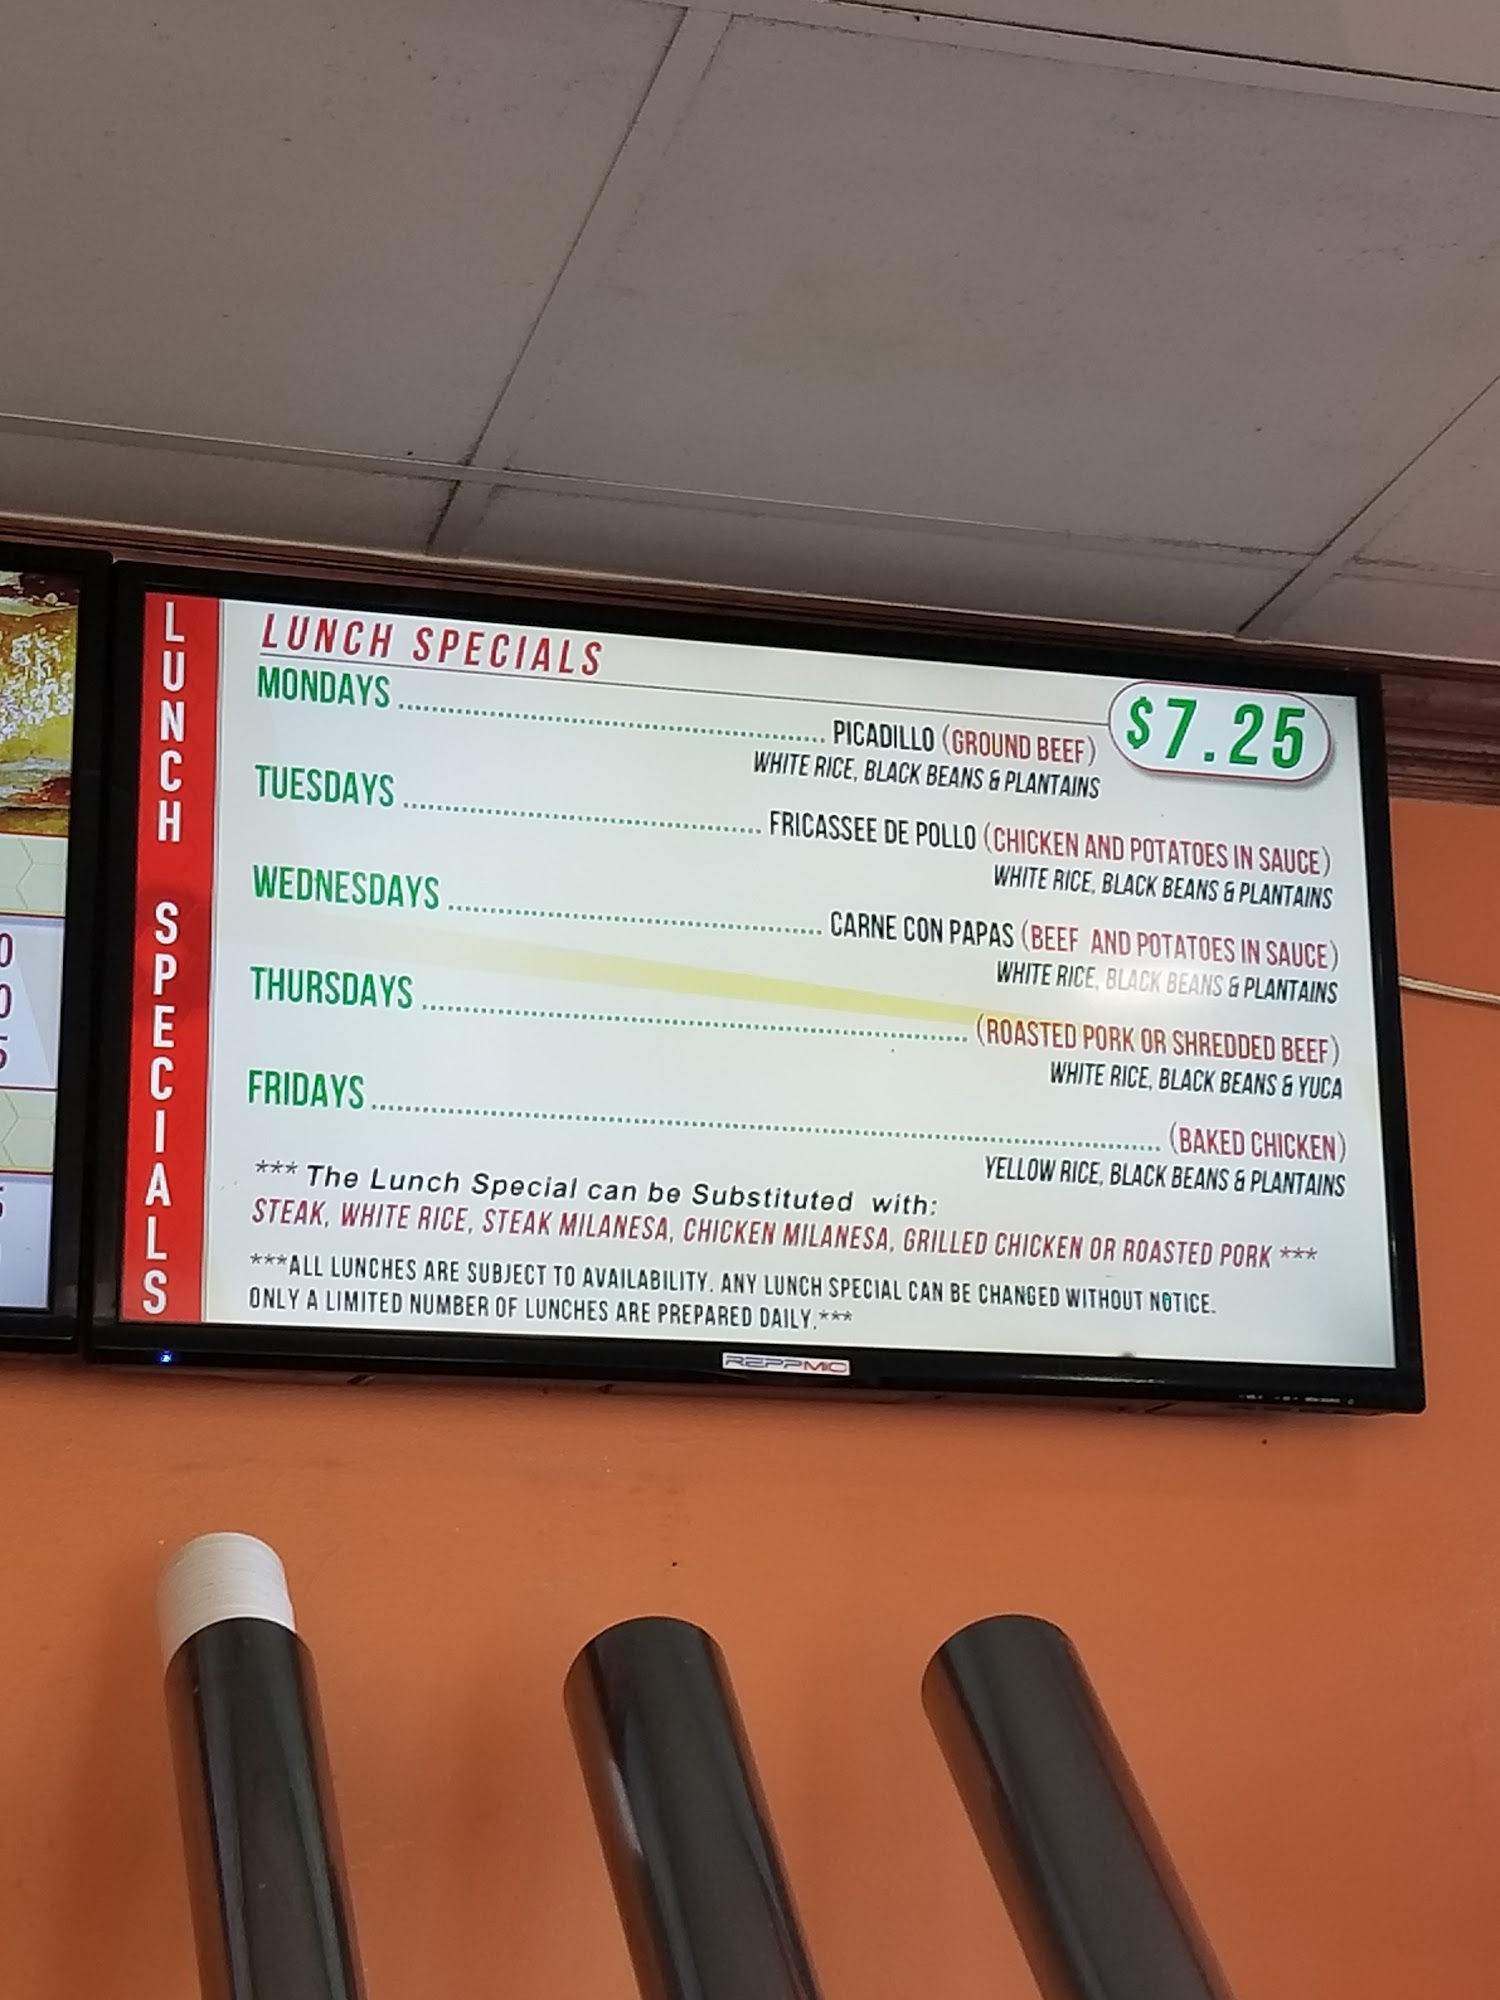 LUNCH SPECIALS
LUNCH SPECIALS
$7.25
MONDAYS ........ PICADILLO (GROUND BEEF)
WHITE RICE, BLACK BEANS & PLANTAINS
TUESDAYS ........ FRICASSEE DE POLLO (CHICKEN AND POTATOES IN SAUCE)
WHITE RICE, BLACK BEANS & PLANTAINS
WEDNESDAYS ........ CARNE CON PAPAS (BEEF AND POTATOES IN SAUCE)
WHITE RICE, BLACK BEANS & PLANTAINS
THURSDAYS ........ (ROASTED PORK OR SHREDDED BEEF)
WHITE RICE, BLACK BEANS & YUCA
FRIDAYS ........ (BAKED CHICKEN)
YELLOW RICE, BLACK BEANS & PLANTAINS
*** The Lunch Special can be Substituted with:
STEAK, WHITE RICE, STEAK MILANESA, CHICKEN MILANESA, GRILLED CHICKEN OR ROASTED PORK ***
***ALL LUNCHES ARE SUBJECT TO AVAILABILITY. ANY LUNCH SPECIAL CAN BE CHANGED WITHOUT NOTICE.
ONLY A LIMITED NUMBER OF LUNCHES ARE PREPARED DAILY.***